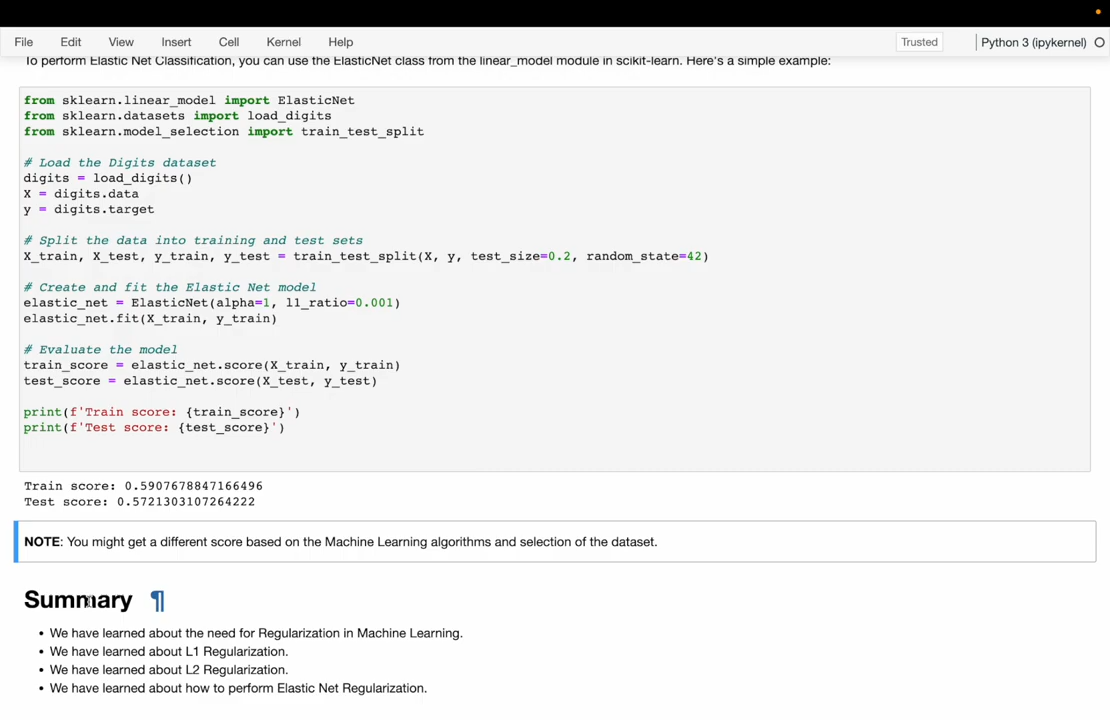 File Edit View Insert Cell Kernel Help Trusted Python 3 (ipykernel)
To perform Elastic Net Classification, you can use the ElasticNet class from the linear_model module in scikit-learn. Here's a simple example:
from sklearn.linear_model import ElasticNet
from sklearn.datasets import load_digits
from sklearn.model_selection import train_test_split
# Load the Digits dataset
digits = load_digits()
X = digits.data
y = digits.target
# Split the data into training and test sets
X_train, X_test, y_train, y_test = train_test_split(X, y, test_size=0.2, random_state=42)
# Create and fit the Elastic Net model
elastic_net = ElasticNet(alpha=1, l1_ratio=0.001)
elastic_net.fit(X_train, y_train)
# Evaluate the model
train_score = elastic_net.score(X_train, y_train)
test_score = elastic_net.score(X_test, y_test)
print(f'Train score: {train_score}')
print(f'Test score: {test_score}')
Train score: 0.5907678847166496
Test score: 0.5721303107264222
NOTE: You might get a different score based on the Machine Learning algorithms and selection of the dataset.
Summary ¶
• We have learned about the need for Regularization in Machine Learning.
• We have learned about L1 Regularization.
• We have learned about L2 Regularization.
• We have learned about how to perform Elastic Net Regularization.